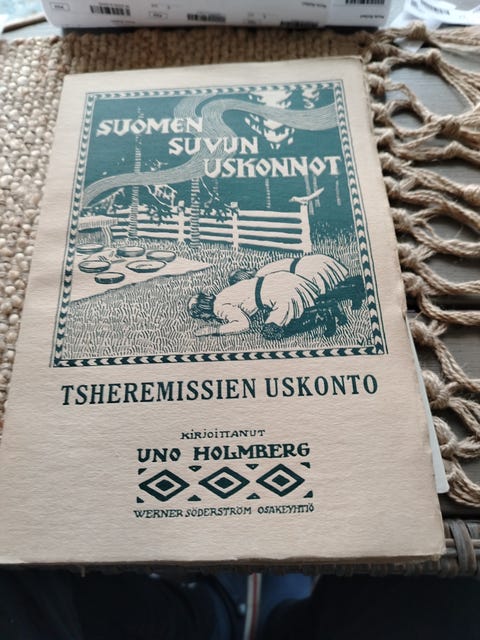 SUOMEN
SUVUN
USKONNOT
TSHEREMISSIEN USKONTO
KIRJOITTANUT
UNO HOLMBERG
WERNER SÖDERSTRÖM OSAKEYHTIÖ